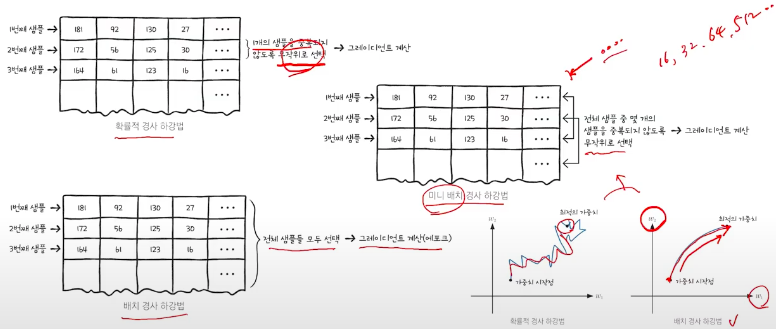 1번째 샘플 → 181 92 130 27 ...
2번째 샘플 → 172 56 125 30 ...
3번째 샘플 → 164 61 123 16 ...
...
1개의 샘플을 중복되지
않도록 무작위로 선택
→ 그레이디언트 계산
확률적 경사 하강법
16, 32, 64, 512 ...
1번째 샘플 → 181 92 130 27 ...
2번째 샘플 → 172 56 125 30 ...
3번째 샘플 → 164 61 123 16 ...
...
전체 샘플 중 몇 개의
샘플을 중복되지 않도록
무작위로 선택
→ 그레이디언트 계산
미니 배치 경사 하강법
1번째 샘플 → 181 92 130 27 ...
2번째 샘플 → 172 56 125 30 ...
3번째 샘플 → 164 61 123 16 ...
...
전체 샘플들 모두 선택 → 그레이디언트 계산(에포크)
배치 경사 하강법
w₂
최적의 가중치
가중치 시작점
w₁
확률적 경사 하강법
w₂
최적의 가중치
가중치 시작점
w₁
배치 경사 하강법